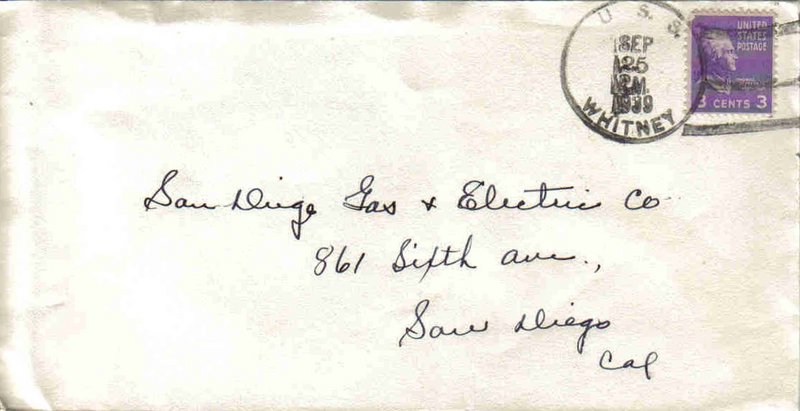 U. S. S.
SEP
25
M.
1939
WHITNEY
UNITED
STATES
POSTAGE
3 CENTS 3
San Diego Gas & Electric Co
861 Sixth ave.,
San Diego
Cal